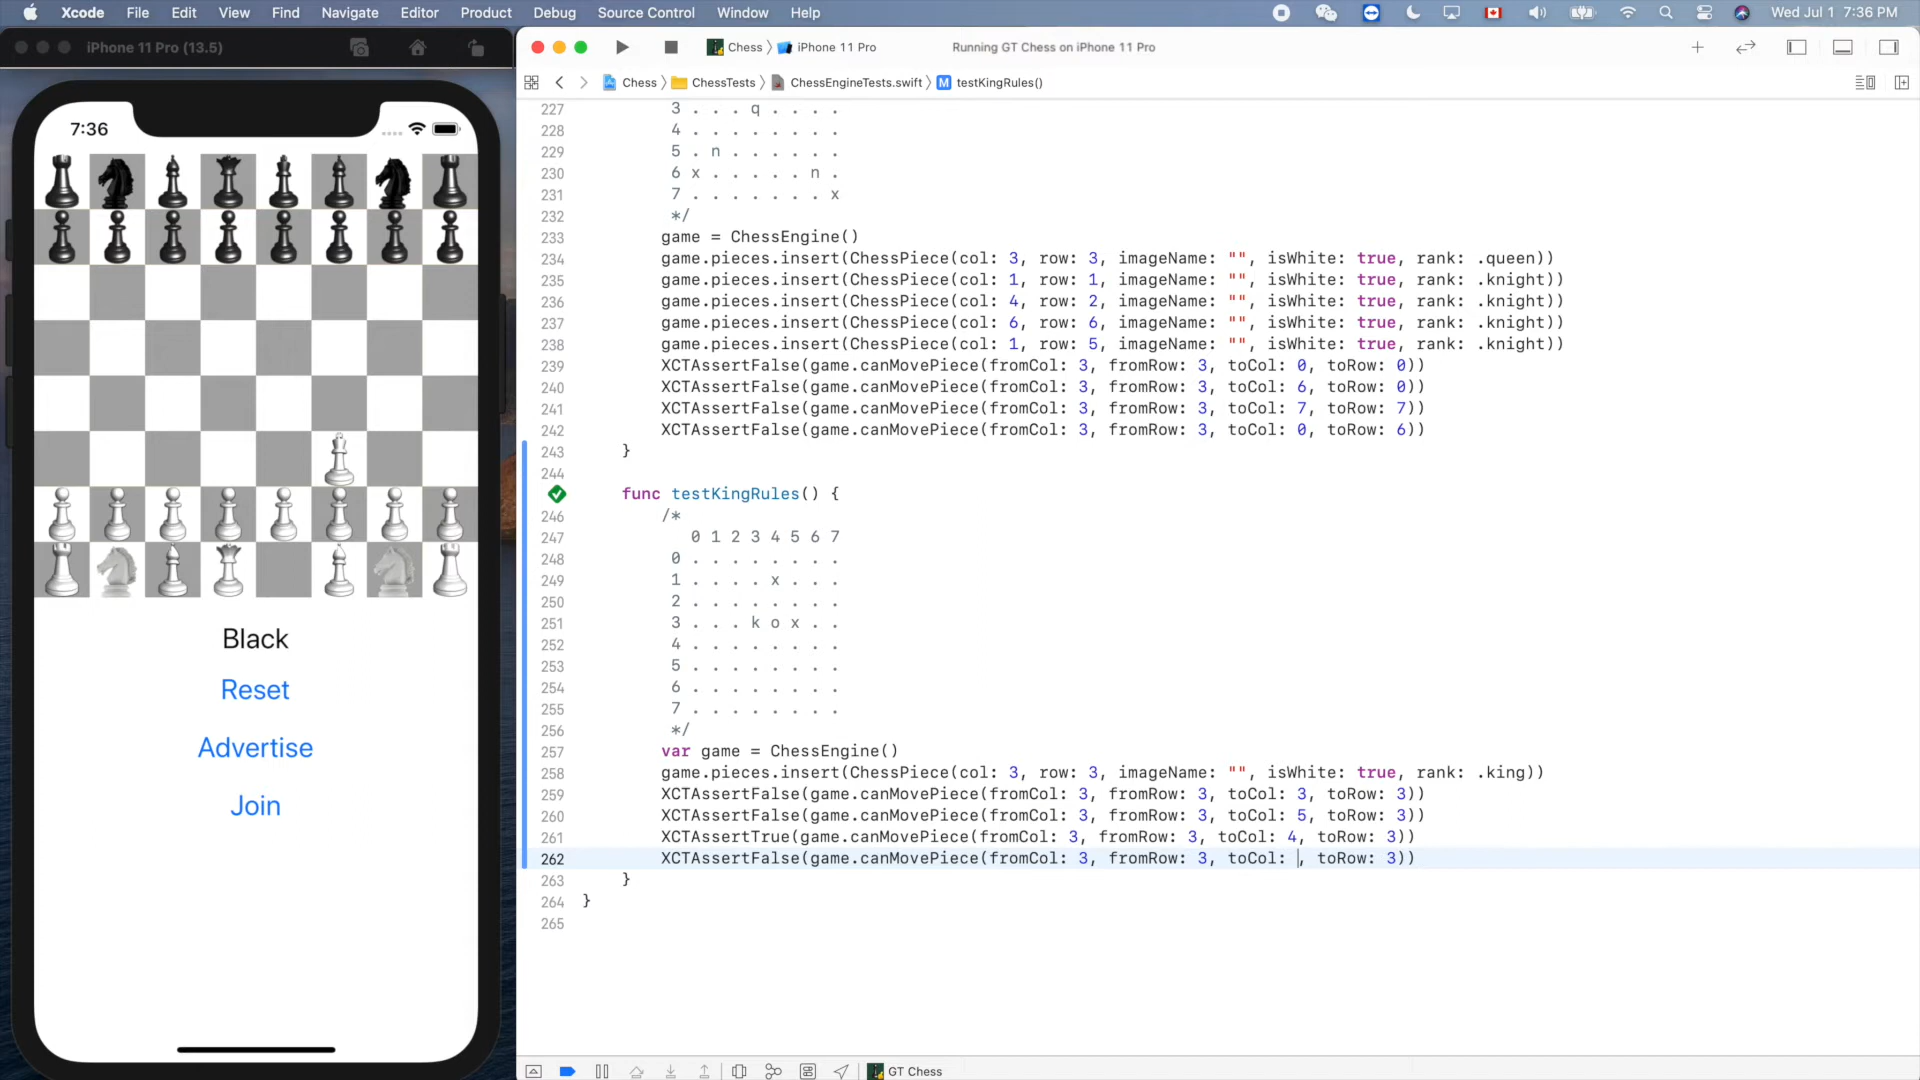 Xcode File Edit View Find Navigate Editor Product Debug Source Control Window Help Wed Jul 1 7:36 PM
iPhone 11 Pro (13.5)
Chess 〉 iPhone 11 Pro Running GT Chess on iPhone 11 Pro
Chess 〉 ChessTests 〉 ChessEngineTests.swift 〉 M testKingRules()
7:36
Black
Reset
Advertise
Join
227 3 . . . q . . . .
228 4 . . . . . . . .
229 5 . n . . . . . .
230 6 x . . . . . n .
231 7 . . . . . . . x
232 */
233 game = ChessEngine()
234 game.pieces.insert(ChessPiece(col: 3, row: 3, imageName: "", isWhite: true, rank: .queen))
235 game.pieces.insert(ChessPiece(col: 1, row: 1, imageName: "", isWhite: true, rank: .knight))
236 game.pieces.insert(ChessPiece(col: 4, row: 2, imageName: "", isWhite: true, rank: .knight))
237 game.pieces.insert(ChessPiece(col: 6, row: 6, imageName: "", isWhite: true, rank: .knight))
238 game.pieces.insert(ChessPiece(col: 1, row: 5, imageName: "", isWhite: true, rank: .knight))
239 XCTAssertFalse(game.canMovePiece(fromCol: 3, fromRow: 3, toCol: 0, toRow: 0))
240 XCTAssertFalse(game.canMovePiece(fromCol: 3, fromRow: 3, toCol: 6, toRow: 0))
241 XCTAssertFalse(game.canMovePiece(fromCol: 3, fromRow: 3, toCol: 7, toRow: 7))
242 XCTAssertFalse(game.canMovePiece(fromCol: 3, fromRow: 3, toCol: 0, toRow: 6))
243 }
244
func testKingRules() {
246 /*
247 0 1 2 3 4 5 6 7
248 0 . . . . . . . .
249 1 . . . . x . . .
250 2 . . . . . . . .
251 3 . . . k o x . .
252 4 . . . . . . . .
253 5 . . . . . . . .
254 6 . . . . . . . .
255 7 . . . . . . . .
256 */
257 var game = ChessEngine()
258 game.pieces.insert(ChessPiece(col: 3, row: 3, imageName: "", isWhite: true, rank: .king))
259 XCTAssertFalse(game.canMovePiece(fromCol: 3, fromRow: 3, toCol: 3, toRow: 3))
260 XCTAssertFalse(game.canMovePiece(fromCol: 3, fromRow: 3, toCol: 5, toRow: 3))
261 XCTAssertTrue(game.canMovePiece(fromCol: 3, fromRow: 3, toCol: 4, toRow: 3))
262 XCTAssertFalse(game.canMovePiece(fromCol: 3, fromRow: 3, toCol: , toRow: 3))
263 }
264 }
265
GT Chess